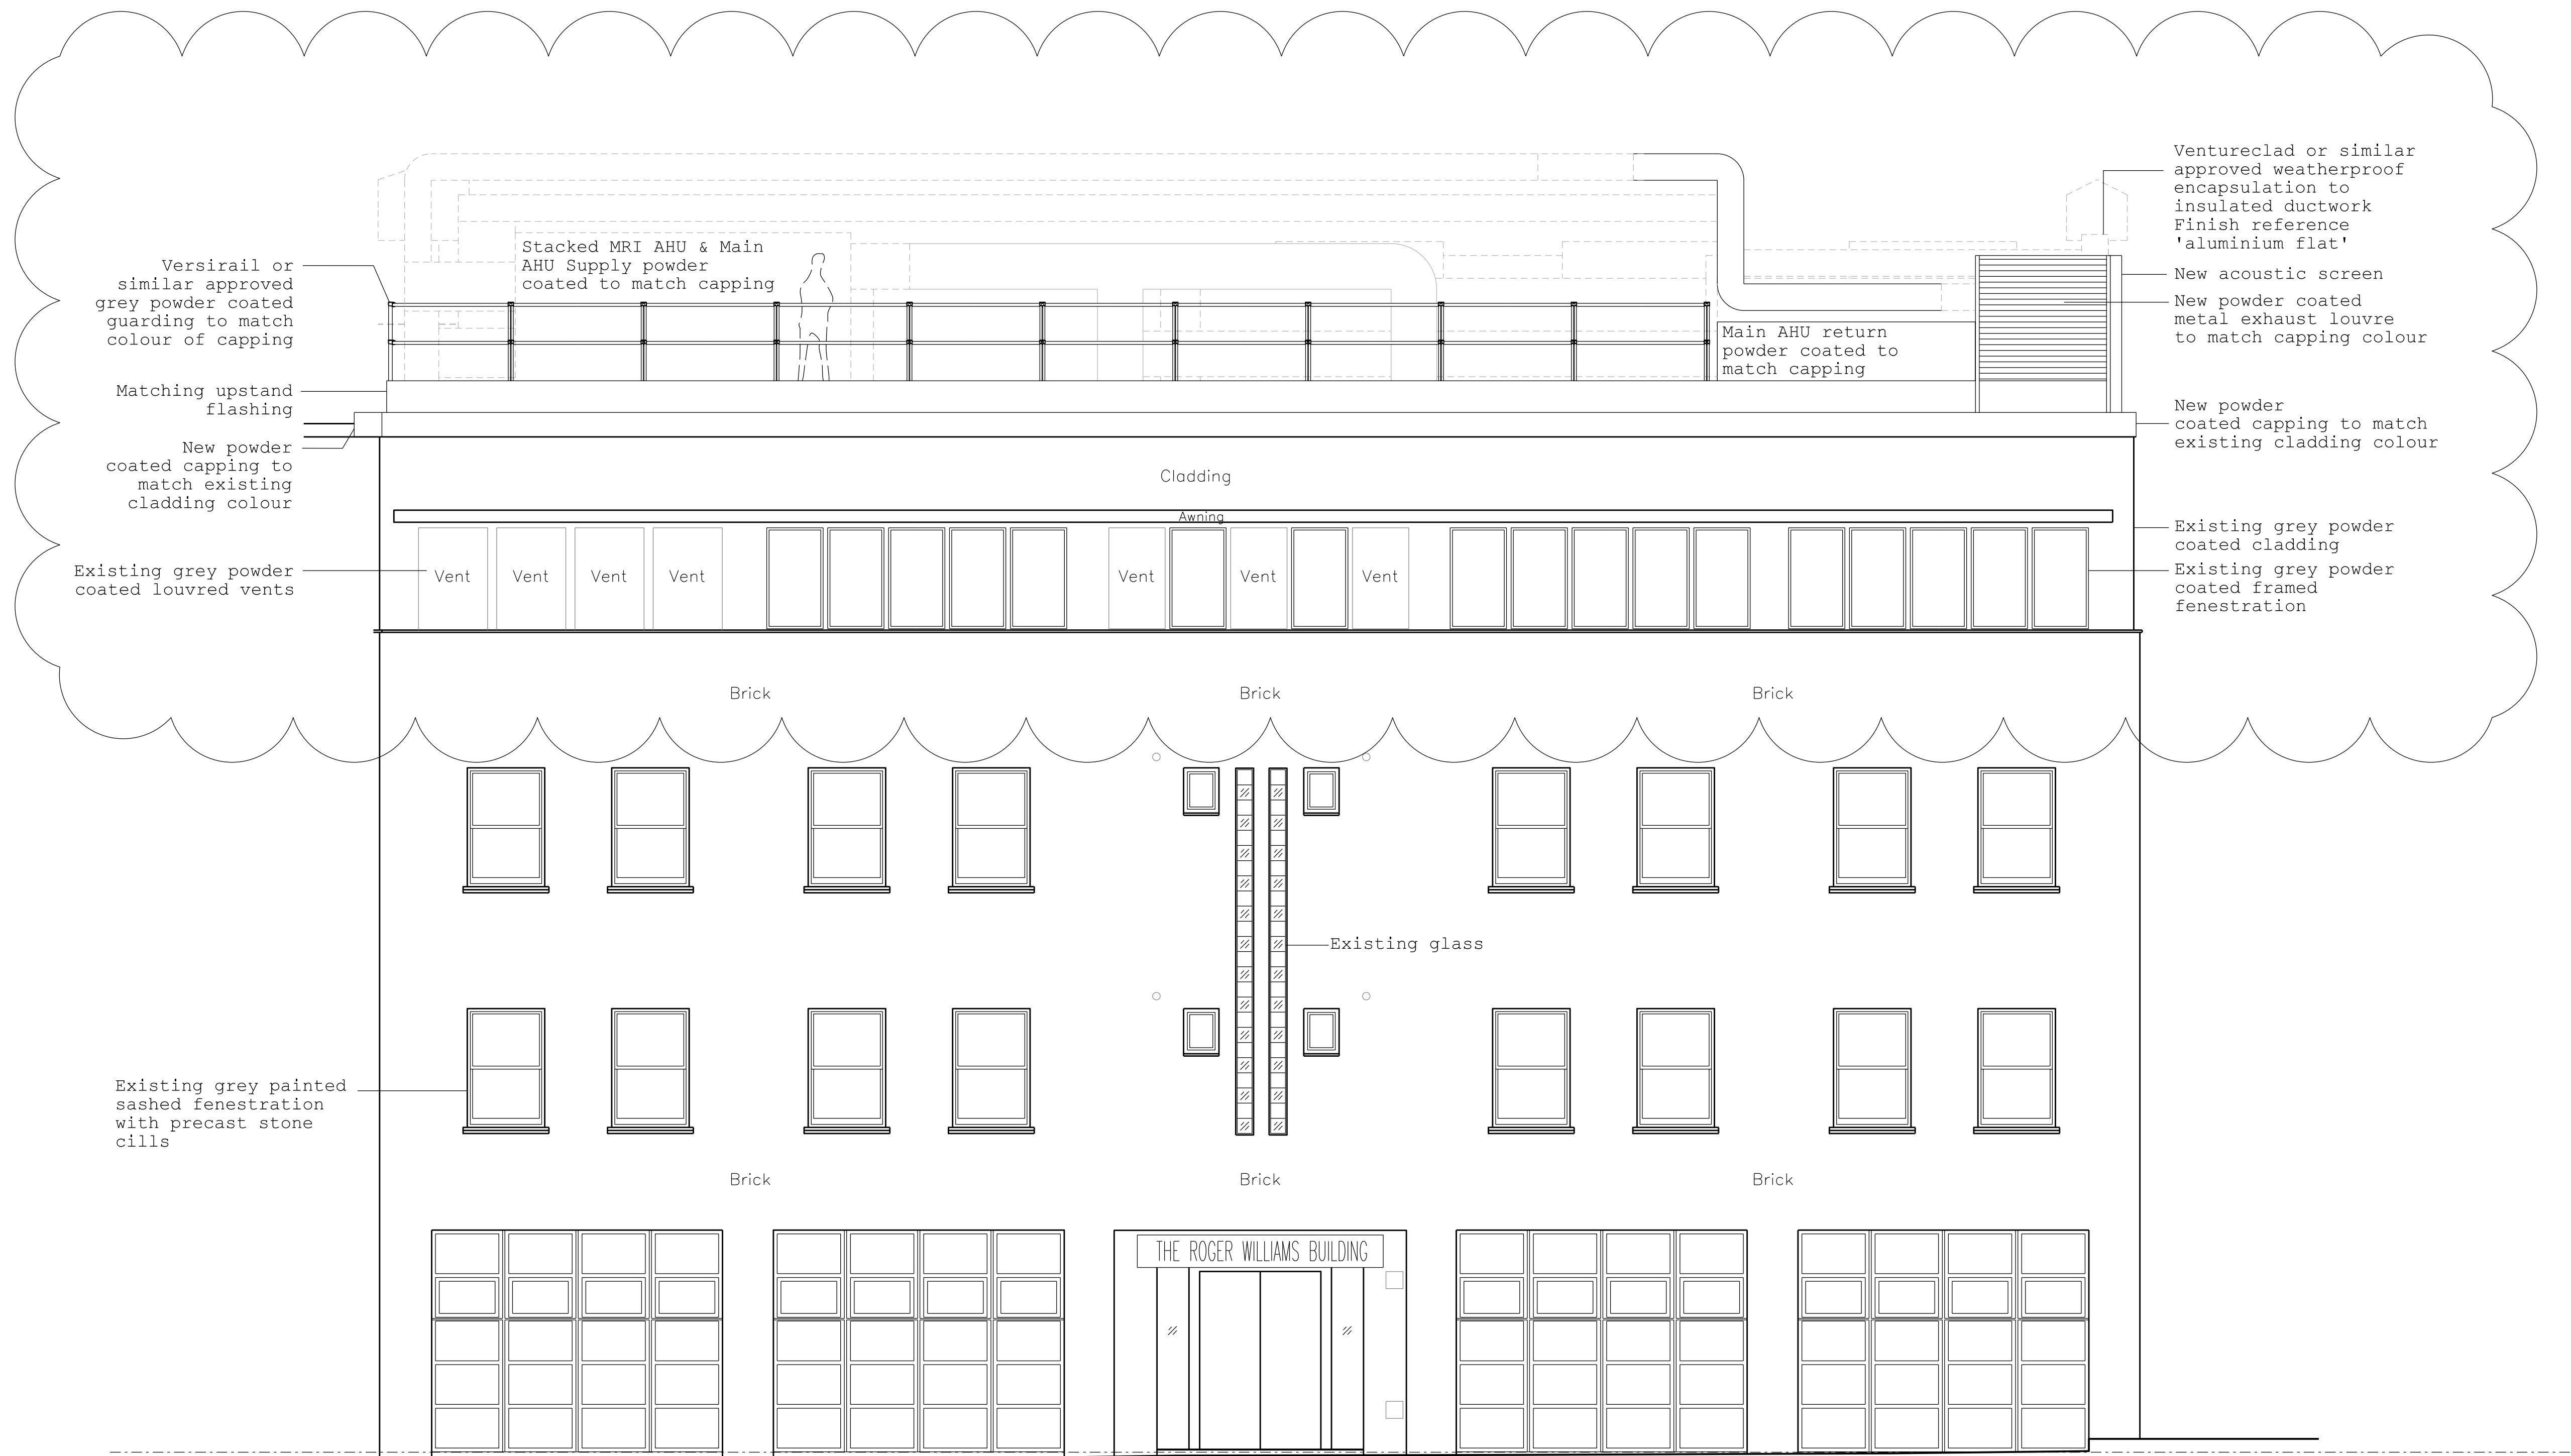 Ventureclad or similar
approved weatherproof
encapsulation to
insulated ductwork
Finish reference
'aluminium flat'
Stacked MRI AHU & Main
AHU Supply powder
coated to match capping
Versirail or
similar approved
grey powder coated
guarding to match
colour of capping
New acoustic screen
New powder coated
metal exhaust louvre
to match capping colour
Main AHU return
powder coated to
match capping
Matching upstand
flashing
New powder
coated capping to match
existing cladding colour
New powder
coated capping to
match existing
cladding colour
Cladding
Awning
Existing grey powder
coated cladding
Existing grey powder
coated louvred vents
Vent Vent Vent Vent Vent Vent Vent
Existing grey powder
coated framed
fenestration
Brick Brick Brick
Existing glass
Existing grey painted
sashed fenestration
with precast stone
cills
Brick Brick Brick
THE ROGER WILLIAMS BUILDING